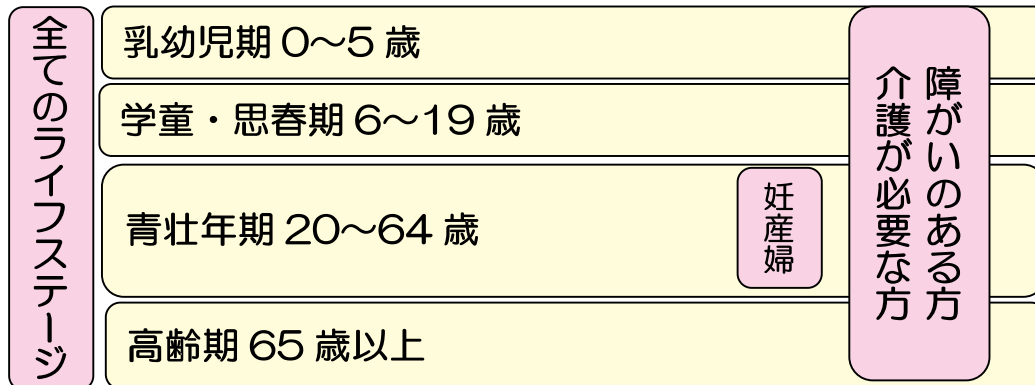 全てのライフステージ
乳幼児期 0～5 歳
学童・思春期 6～19 歳
青壮年期 20～64 歳
高齢期 65 歳以上
妊産婦
障がいのある方
介護が必要な方